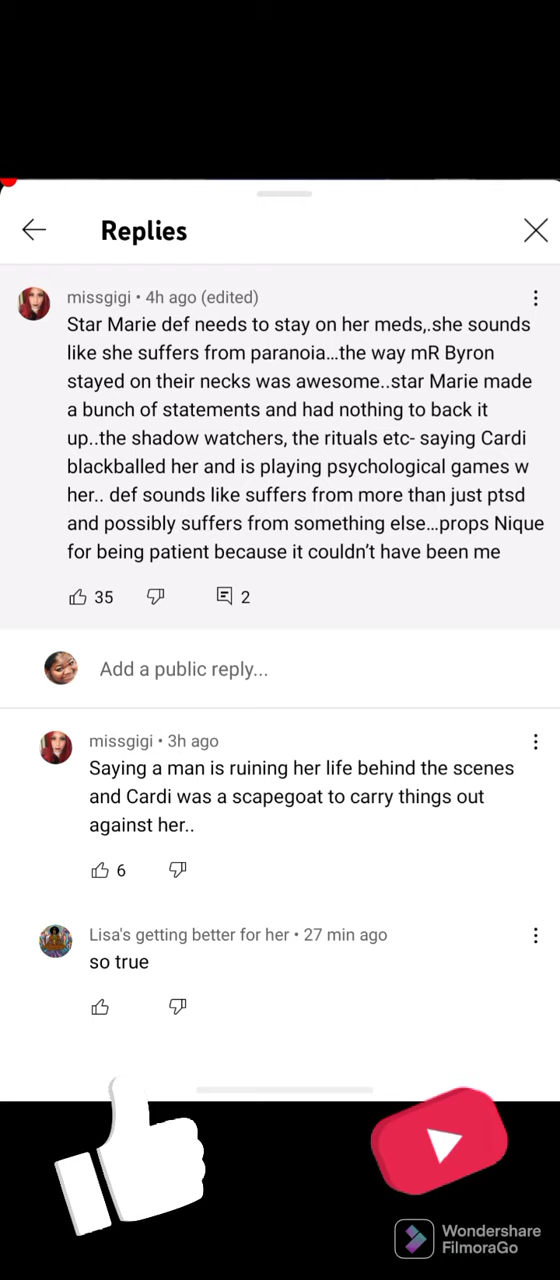 Replies
missgigi • 4h ago (edited)
Star Marie def needs to stay on her meds,.she sounds
like she suffers from paranoia...the way mR Byron
stayed on their necks was awesome..star Marie made
a bunch of statements and had nothing to back it
up..the shadow watchers, the rituals etc- saying Cardi
blackballed her and is playing psychological games w
her.. def sounds like suffers from more than just ptsd
and possibly suffers from something else...props Nique
for being patient because it couldn't have been me
35 2
Add a public reply...
missgigi • 3h ago
Saying a man is ruining her life behind the scenes
and Cardi was a scapegoat to carry things out
against her..
6
Lisa's getting better for her • 27 min ago
so true
Wondershare
FilmoraGo